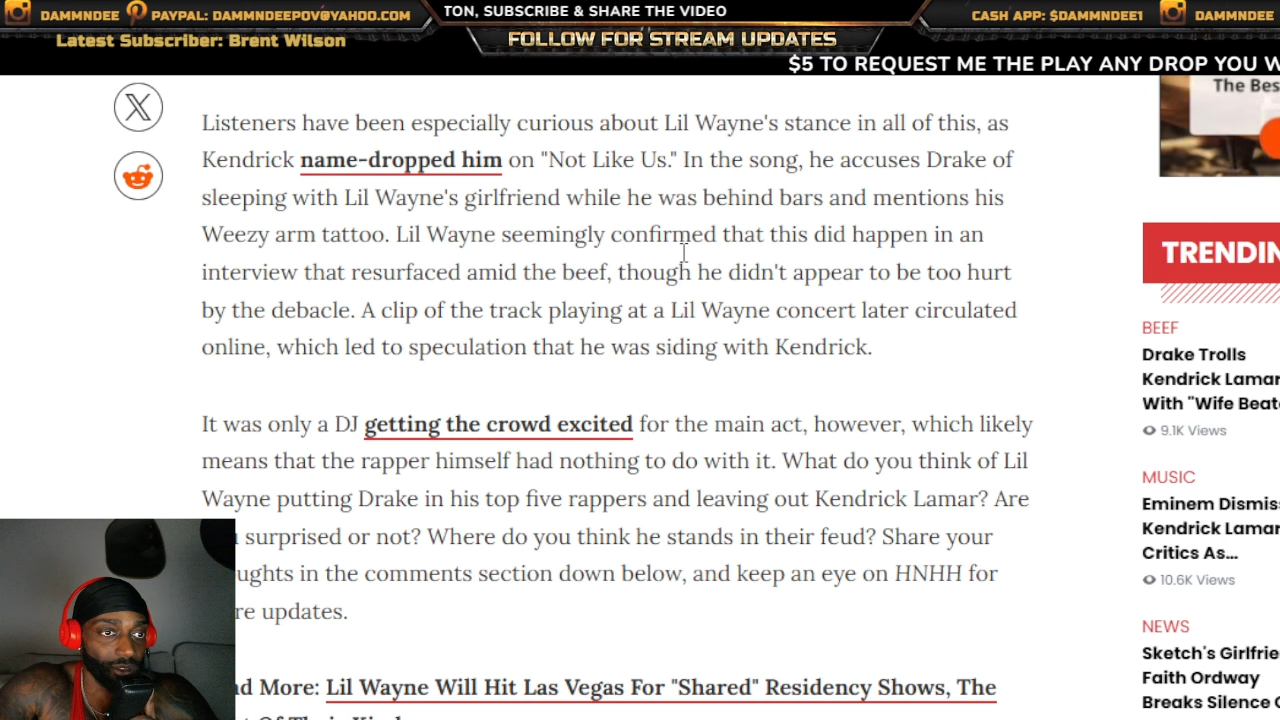 DAMMNDEE PAYPAL: DAMMNDEEPOV@YAHOO.COM
TON, SUBSCRIBE & SHARE THE VIDEO
CASH APP: $DAMMNDEE1 DAMMNDEE
Latest Subscriber: Brent Wilson
FOLLOW FOR STREAM UPDATES
$5 TO REQUEST ME THE PLAY ANY DROP YOU W
Listeners have been especially curious about Lil Wayne's stance in all of this, as
Kendrick name-dropped him on "Not Like Us." In the song, he accuses Drake of
sleeping with Lil Wayne's girlfriend while he was behind bars and mentions his
Weezy arm tattoo. Lil Wayne seemingly confirmed that this did happen in an
interview that resurfaced amid the beef, though he didn't appear to be too hurt
by the debacle. A clip of the track playing at a Lil Wayne concert later circulated
online, which led to speculation that he was siding with Kendrick.
It was only a DJ getting the crowd excited for the main act, however, which likely
means that the rapper himself had nothing to do with it. What do you think of Lil
Wayne putting Drake in his top five rappers and leaving out Kendrick Lamar? Are
surprised or not? Where do you think he stands in their feud? Share your
ughts in the comments section down below, and keep an eye on HNHH for
re updates.
d More: Lil Wayne Will Hit Las Vegas For "Shared" Residency Shows, The
The Bes
TRENDIN
BEEF
Drake Trolls
Kendrick Lamar
With "Wife Beat
9.1K Views
MUSIC
Eminem Dismis
Kendrick Lamar
Critics As...
10.6K Views
NEWS
Sketch's Girlfrie
Faith Ordway
Breaks Silence